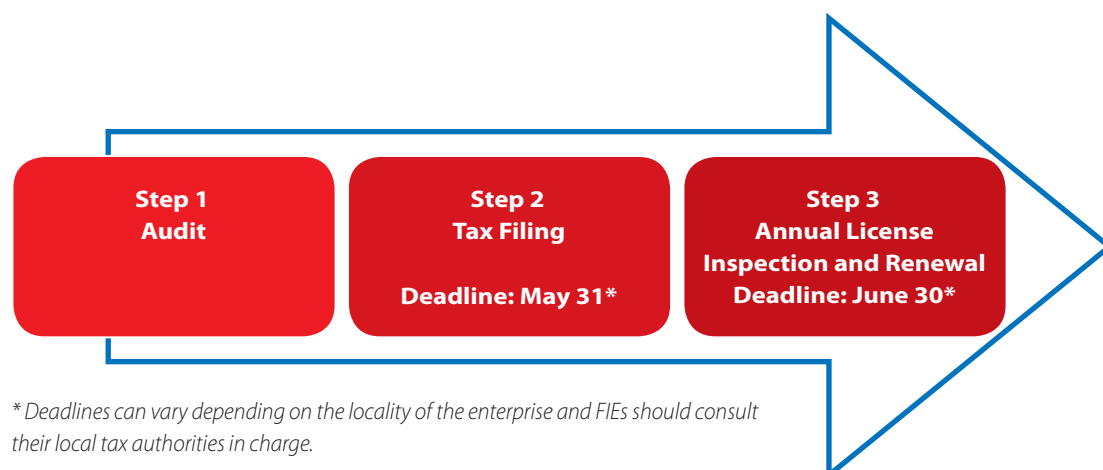 Step 1
Audit
Step 2
Tax Filing
Deadline: May 31*
Step 3
Annual License
Inspection and Renewal
Deadline: June 30*
* Deadlines can vary depending on the locality of the enterprise and FIEs should consult
their local tax authorities in charge.